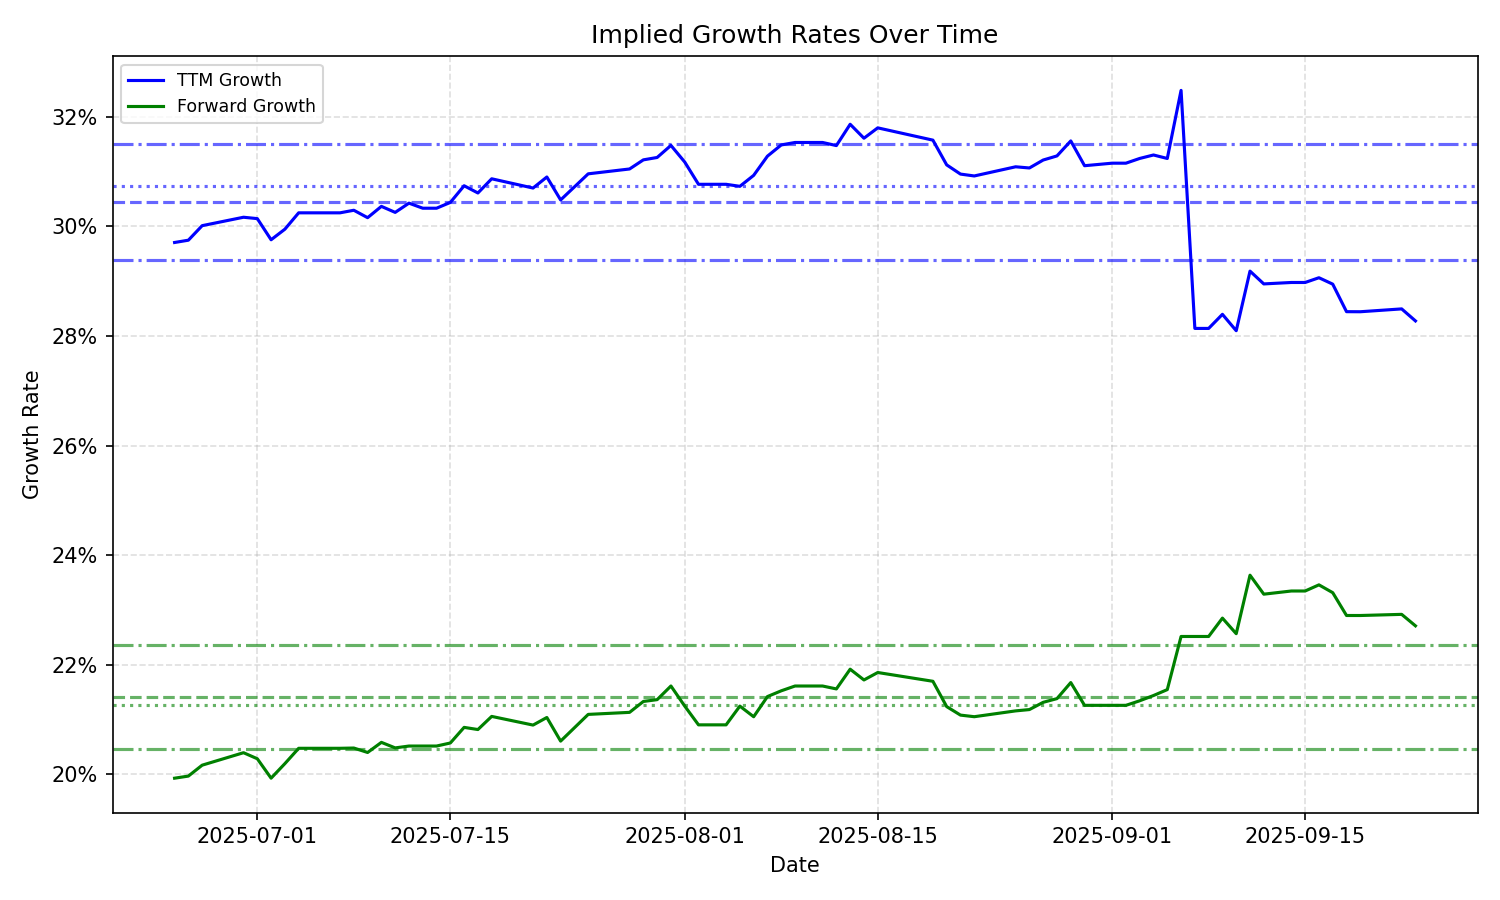 Implied Growth Rates Over Time
TTM Growth
Forward Growth
32%
30%
28%
26%
24%
22%
20%
Growth Rate
2025-07-01
2025-07-15
2025-08-01
2025-08-15
2025-09-01
2025-09-15
Date